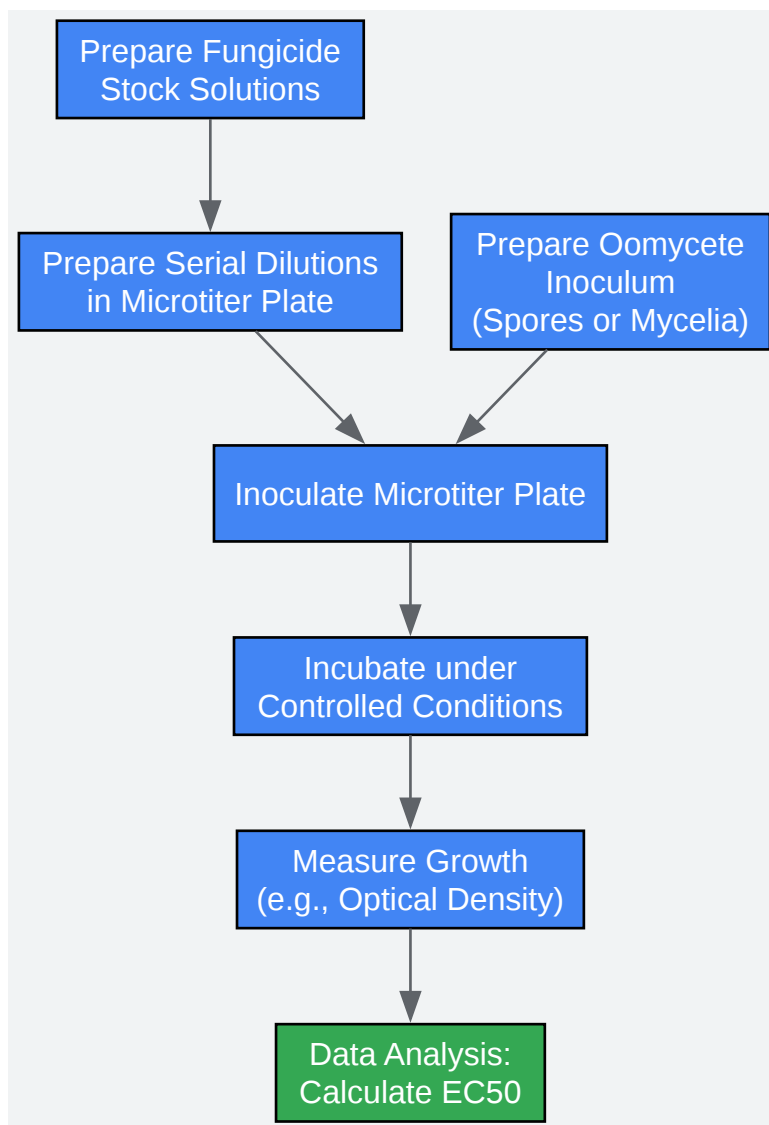 Prepare Fungicide
Stock Solutions
Prepare Serial Dilutions
in Microtiter Plate
Prepare Oomycete
Inoculum
(Spores or Mycelia)
Inoculate Microtiter Plate
Incubate under
Controlled Conditions
Measure Growth
(e.g., Optical Density)
Data Analysis:
Calculate EC50